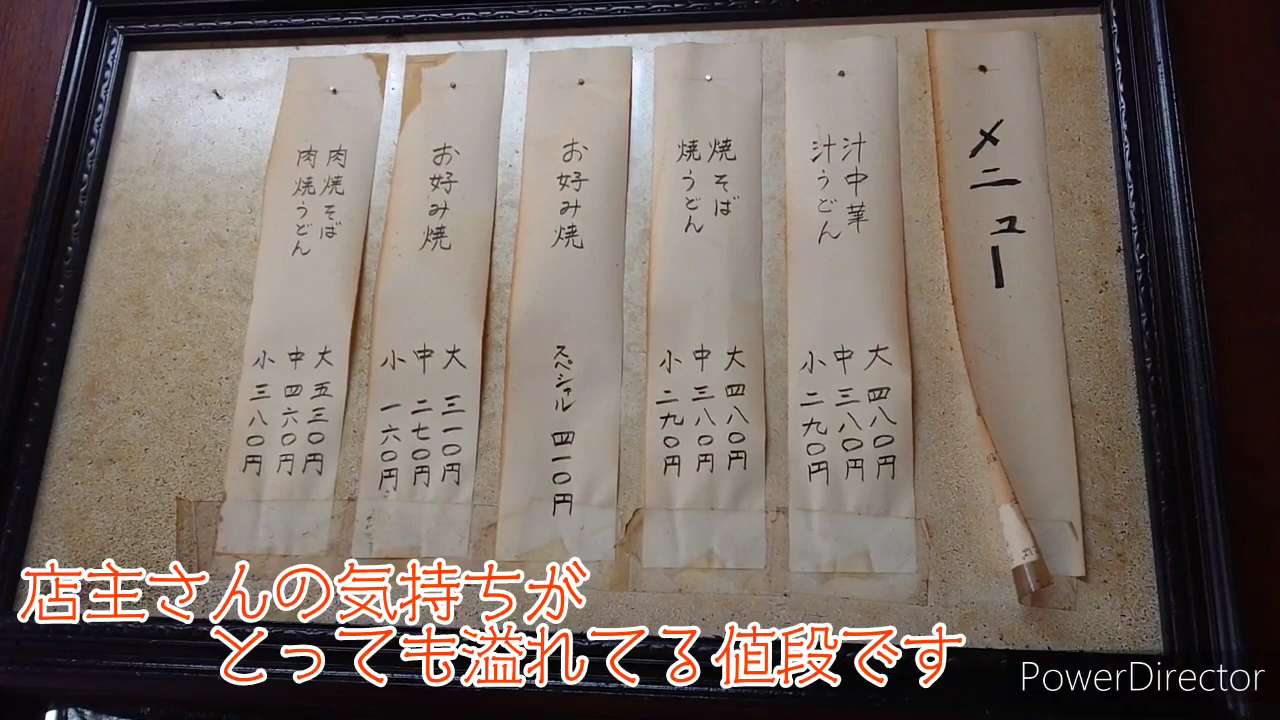 メニュー
汁中華
汁うどん
大 四八〇円
中 三八〇円
小 二九〇円
焼そば
焼うどん
大 四八〇円
中 三八〇円
小 二九〇円
お好み焼
スペシャル 四一〇円
お好み焼
大 三一〇円
中 二七〇円
小 一六〇円
肉焼そば
肉焼うどん
大 五三〇円
中 四六〇円
小 三八〇円
店主さんの気持ちが
とっても溢れてる値段です
PowerDirector